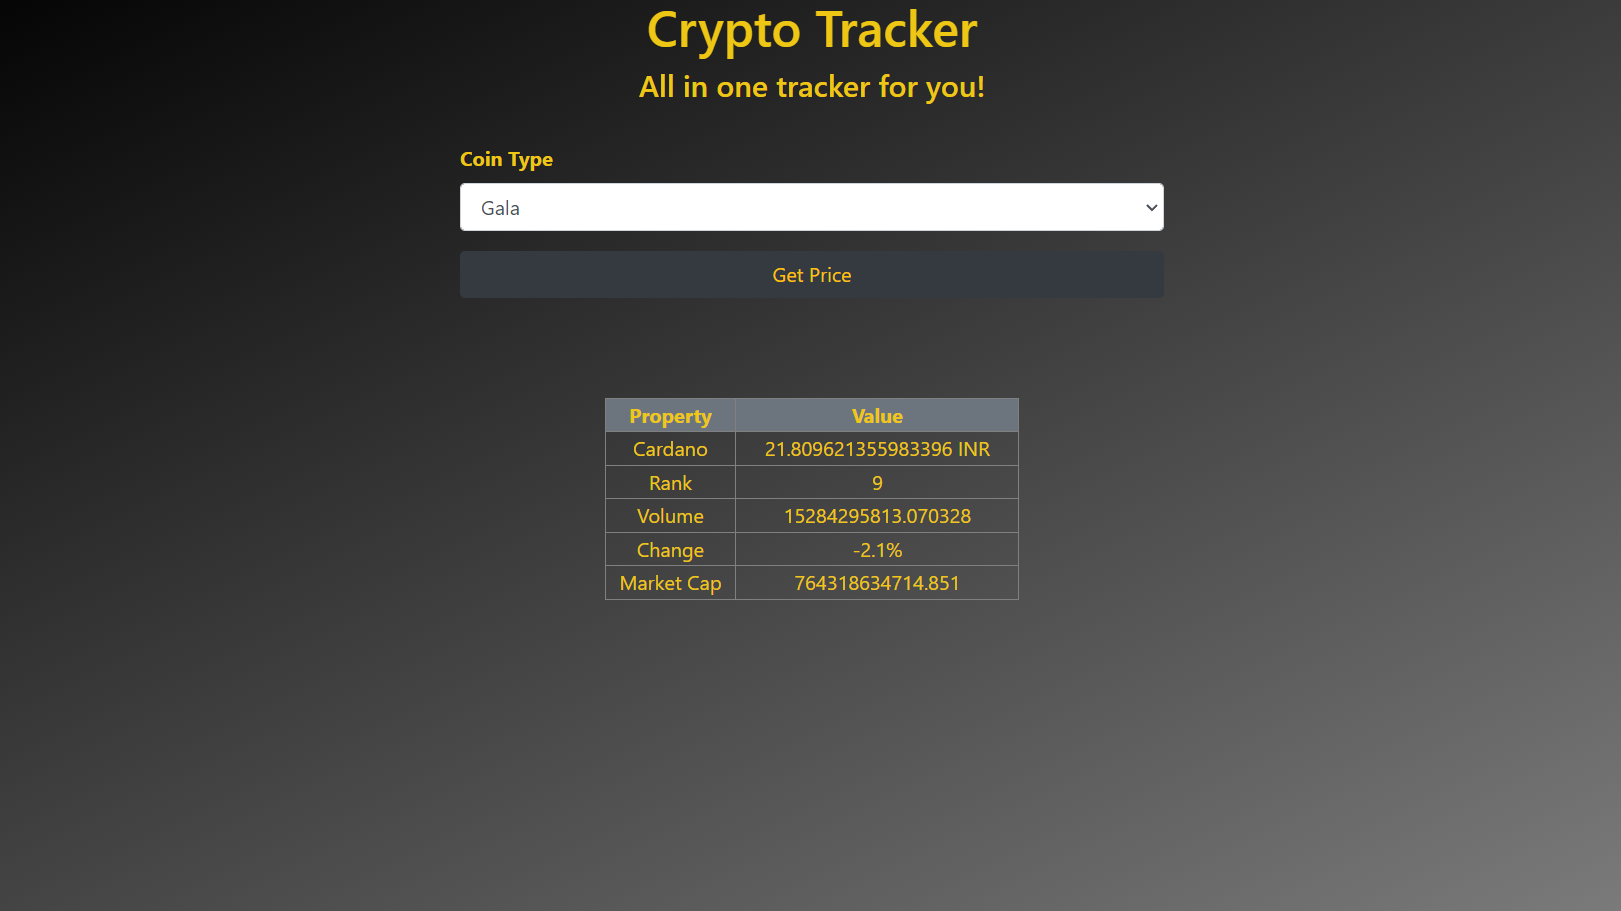 Crypto Tracker
All in one tracker for you!
Coin Type
Gala
Get Price
Property Value
Cardano 21.809621355983396 INR
Rank 9
Volume 15284295813.070328
Change -2.1%
Market Cap 764318634714.851